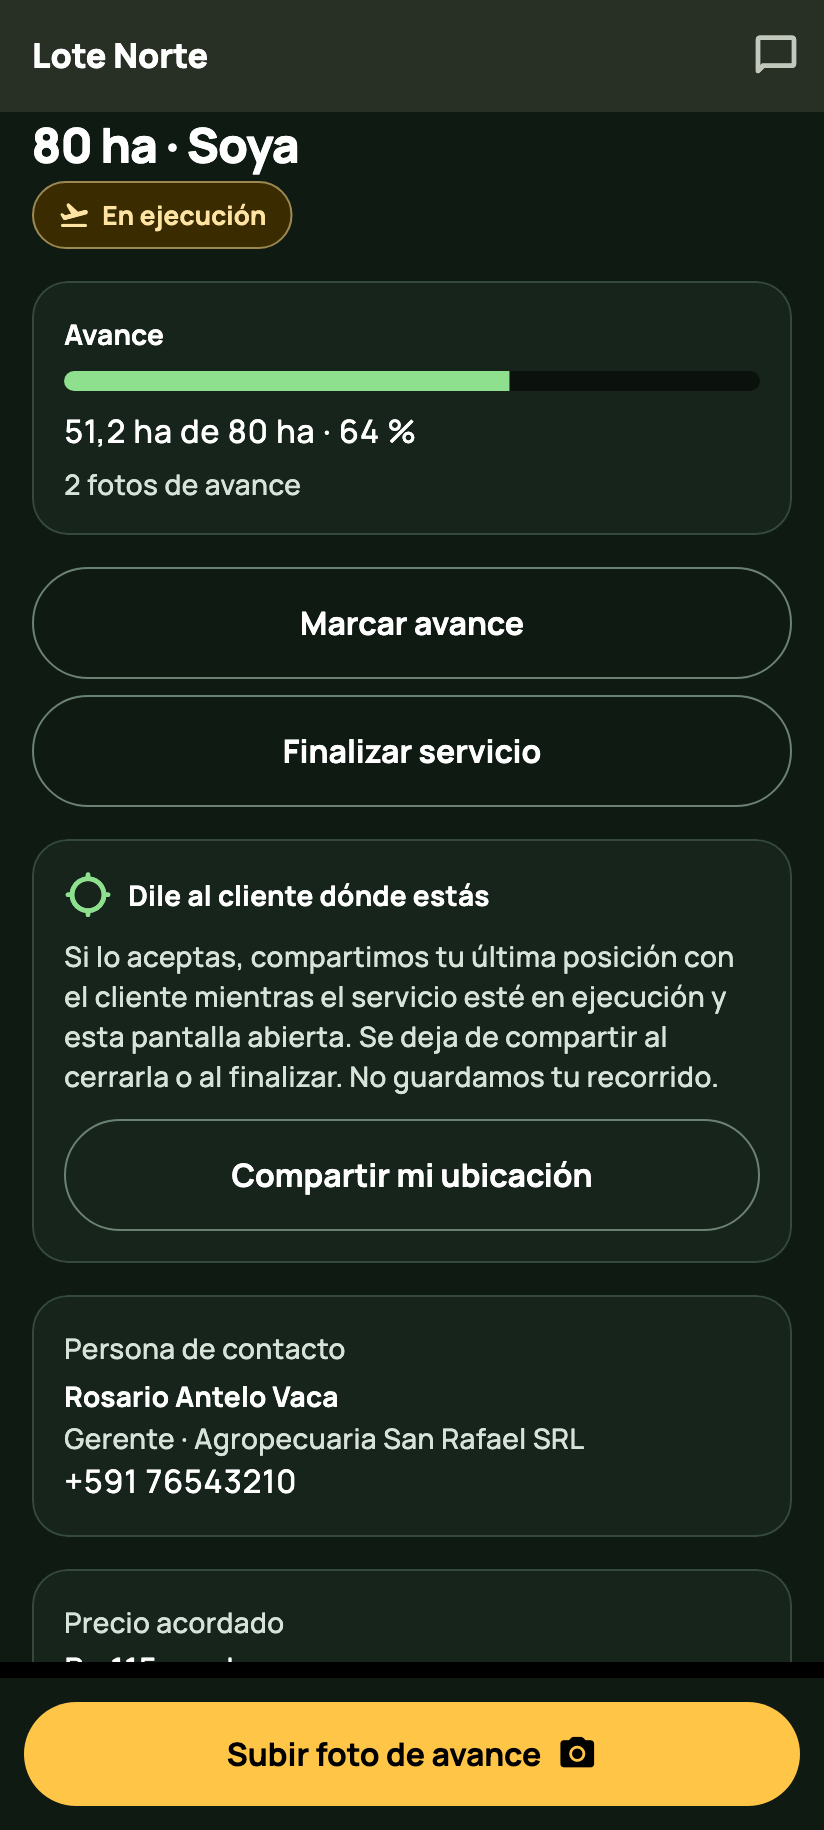 Lote Norte
80 ha · Soya
En ejecución
Avance
51,2 ha de 80 ha · 64 %
2 fotos de avance
Marcar avance
Finalizar servicio
Dile al cliente dónde estás
Si lo aceptas, compartimos tu última posición con
el cliente mientras el servicio esté en ejecución y
esta pantalla abierta. Se deja de compartir al
cerrarla o al finalizar. No guardamos tu recorrido.
Compartir mi ubicación
Persona de contacto
Rosario Antelo Vaca
Gerente · Agropecuaria San Rafael SRL
+591 76543210
Precio acordado
Subir foto de avance